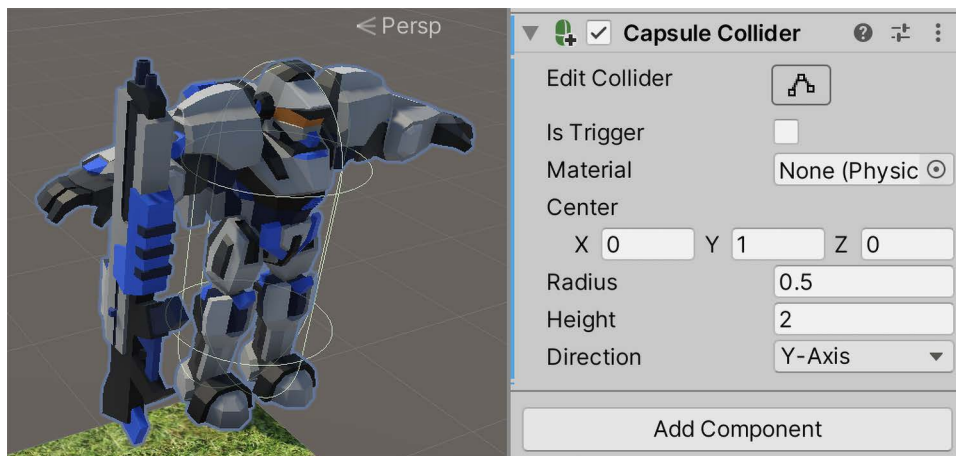 Persp
Capsule Collider
Edit Collider
Is Trigger
Material None (Physic
Center
X 0 Y 1 Z 0
Radius 0.5
Height 2
Direction Y-Axis
Add Component